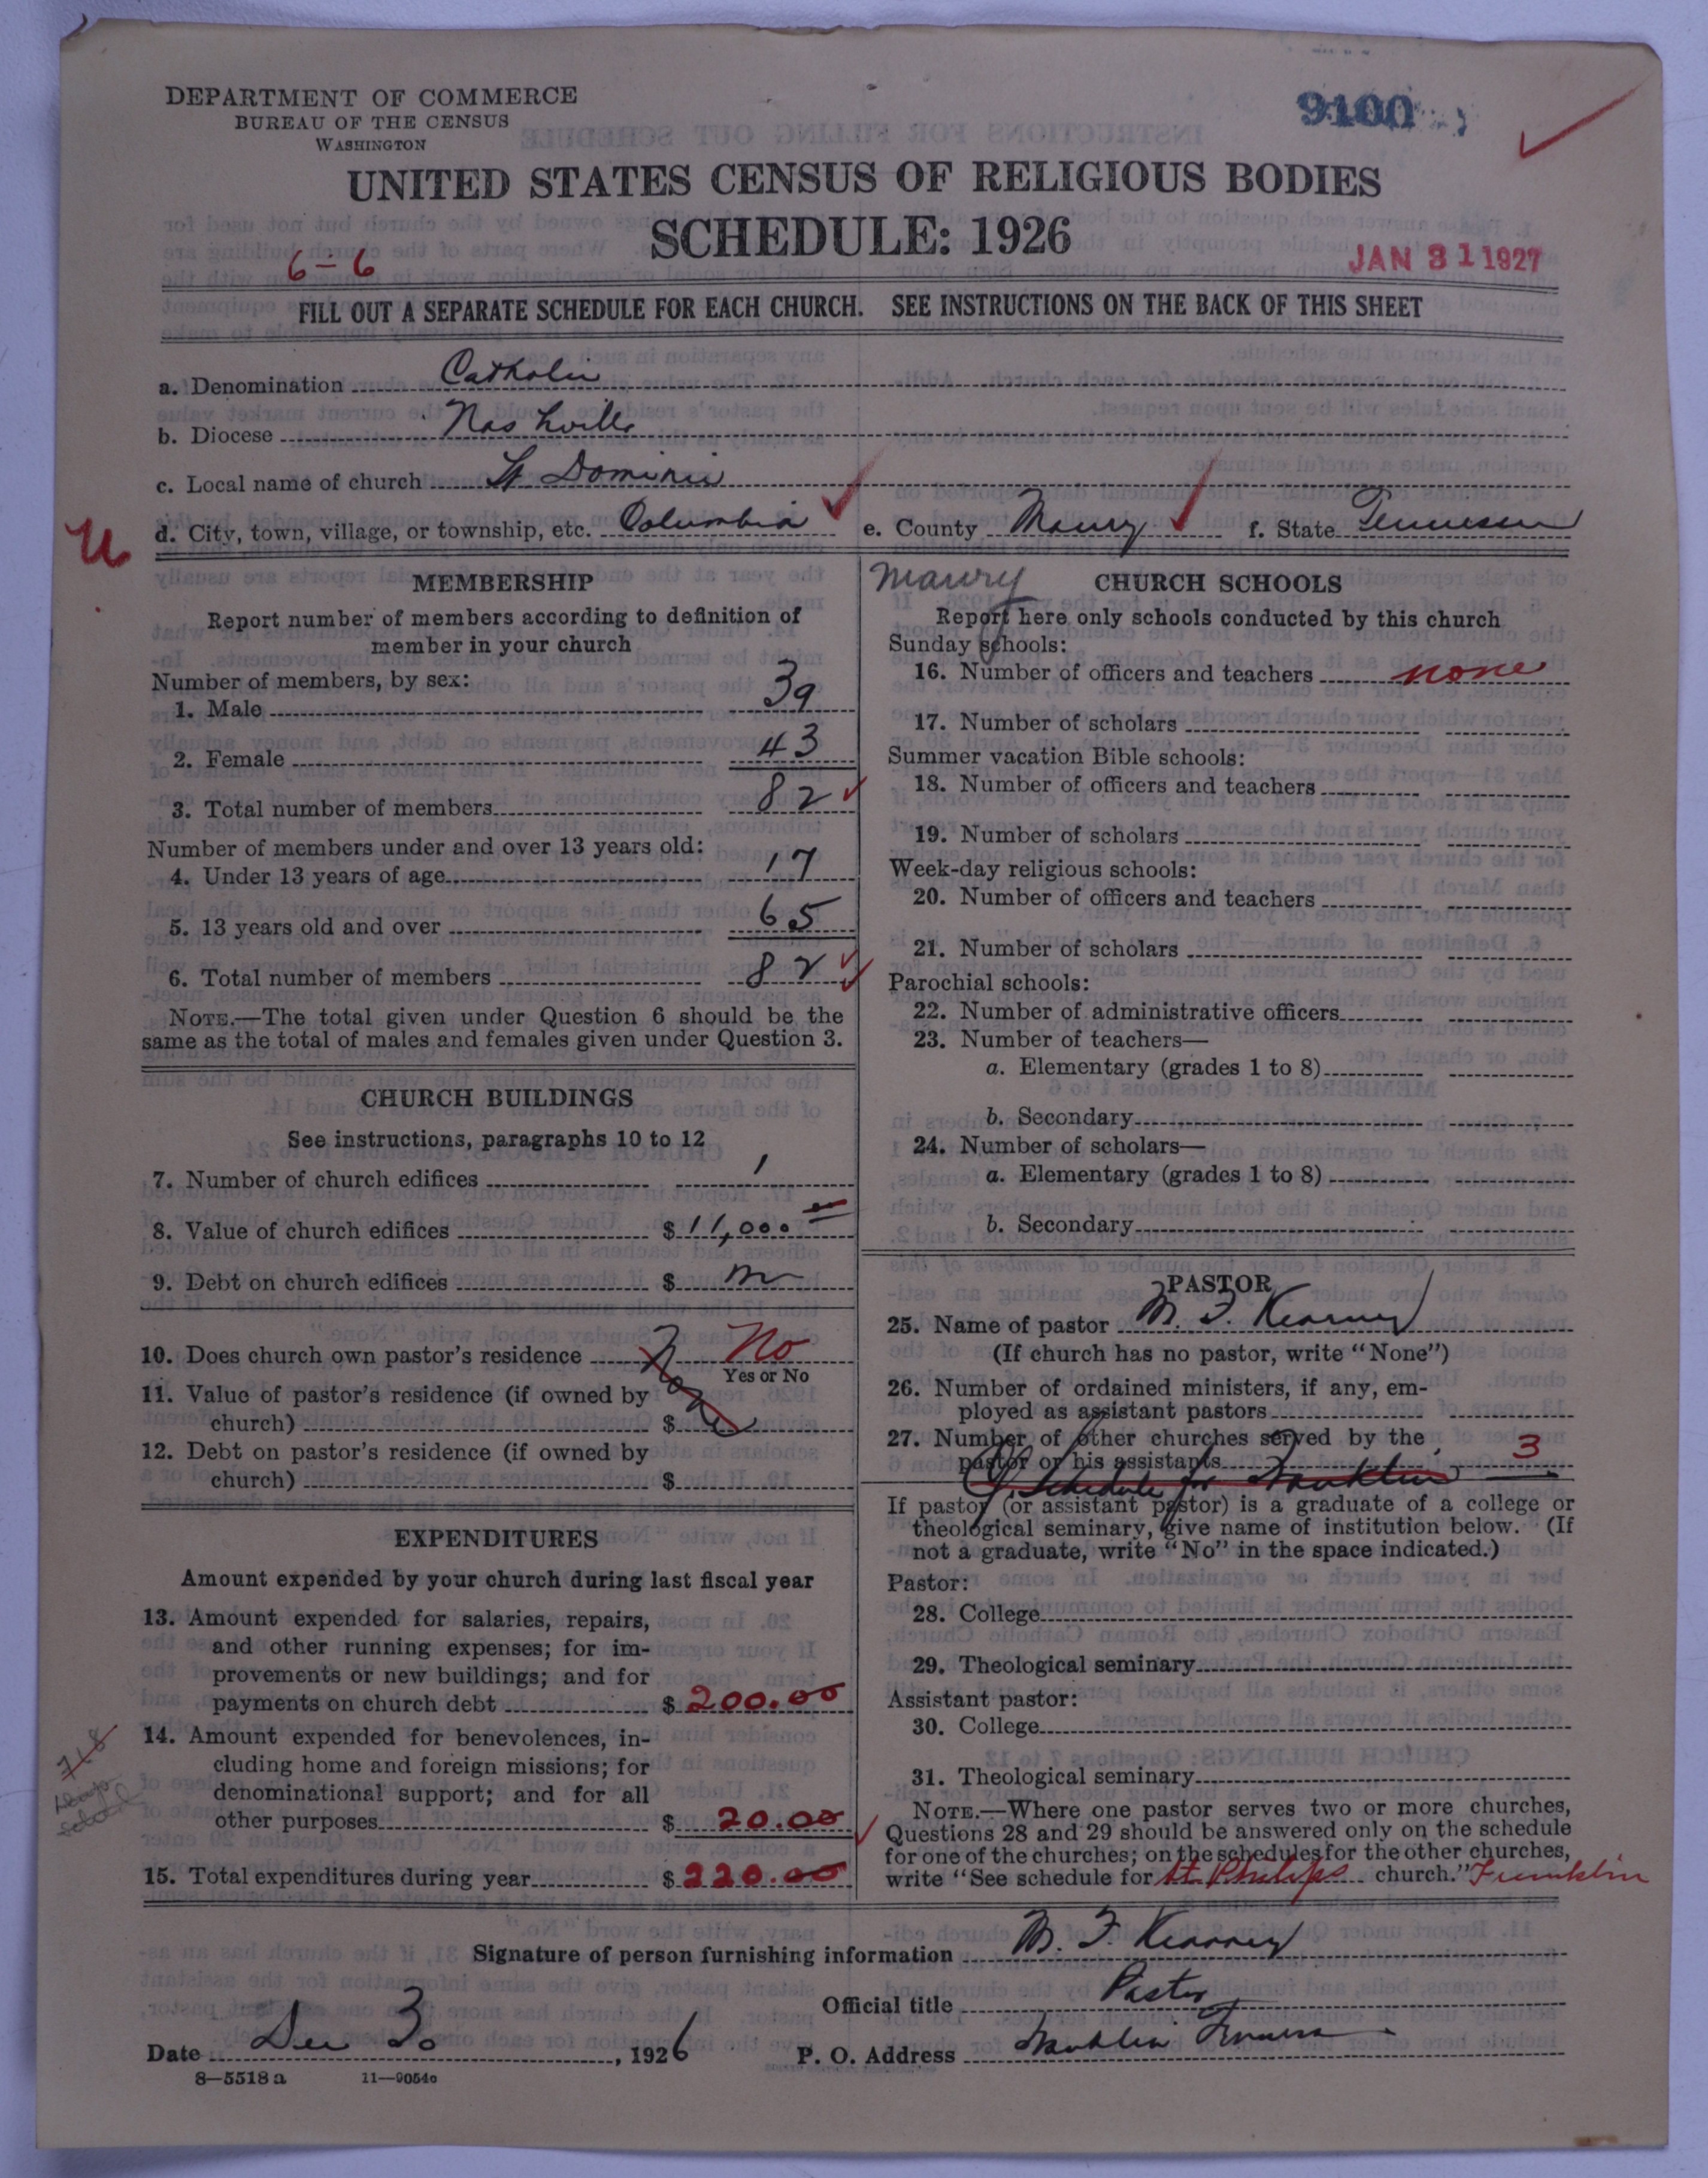 DEPARTMENT OF COMMERCE
BUREAU OF THE CENSUS
WASHINGTON
9100
UNITED STATES CENSUS OF RELIGIOUS BODIES
SCHEDULE: 1926
6-6
JAN 31 1927
FILL OUT A SEPARATE SCHEDULE FOR EACH CHURCH. SEE INSTRUCTIONS ON THE BACK OF THIS SHEET
a. Denomination Catholic
b. Diocese Nashville
c. Local name of church St Dominic
d. City, town, village, or township, etc. Columbia e. County Maury f. State Tennessee
MEMBERSHIP
Report number of members according to definition of
member in your church
Number of members, by sex:
1. Male 39
2. Female 43
3. Total number of members 82
Number of members under and over 13 years old:
4. Under 13 years of age 17
5. 13 years old and over 65
6. Total number of members 82
NOTE.—The total given under Question 6 should be the
same as the total of males and females given under Question 3.
CHURCH BUILDINGS
See instructions, paragraphs 10 to 12
7. Number of church edifices 1
8. Value of church edifices $11,000
9. Debt on church edifices $
10. Does church own pastor's residence No
Yes or No
11. Value of pastor's residence (if owned by
church) $ None
12. Debt on pastor's residence (if owned by
church) $
EXPENDITURES
Amount expended by your church during last fiscal year
13. Amount expended for salaries, repairs,
and other running expenses; for im-
provements or new buildings; and for
payments on church debt $200.00
14. Amount expended for benevolences, in-
cluding home and foreign missions; for
denominational support; and for all
other purposes $20.00
15. Total expenditures during year $220.00
718
Maury
CHURCH SCHOOLS
Report here only schools conducted by this church
Sunday schools:
16. Number of officers and teachers none
17. Number of scholars
Summer vacation Bible schools:
18. Number of officers and teachers
19. Number of scholars
Week-day religious schools:
20. Number of officers and teachers
21. Number of scholars
Parochial schools:
22. Number of administrative officers
23. Number of teachers—
a. Elementary (grades 1 to 8)
b. Secondary
24. Number of scholars—
a. Elementary (grades 1 to 8)
b. Secondary
PASTOR
25. Name of pastor M. F. Kearney
(If church has no pastor, write "None")
26. Number of ordained ministers, if any, em-
ployed as assistant pastors
27. Number of other churches served by the
pastor or his assistants 3
Schedule for Franklin
If pastor (or assistant pastor) is a graduate of a college or
theological seminary, give name of institution below. (If
not a graduate, write "No" in the space indicated.)
Pastor:
28. College
29. Theological seminary
Assistant pastor:
30. College
31. Theological seminary
NOTE.—Where one pastor serves two or more churches,
Questions 28 and 29 should be answered only on the schedule
for one of the churches; on the schedules for the other churches,
write "See schedule for St. Philips church." Franklin
Signature of person furnishing information M. F. Kearney
Official title Pastor
Date Dec 30, 1926 P. O. Address Franklin Tennessee
8—5518 a 11—9054c